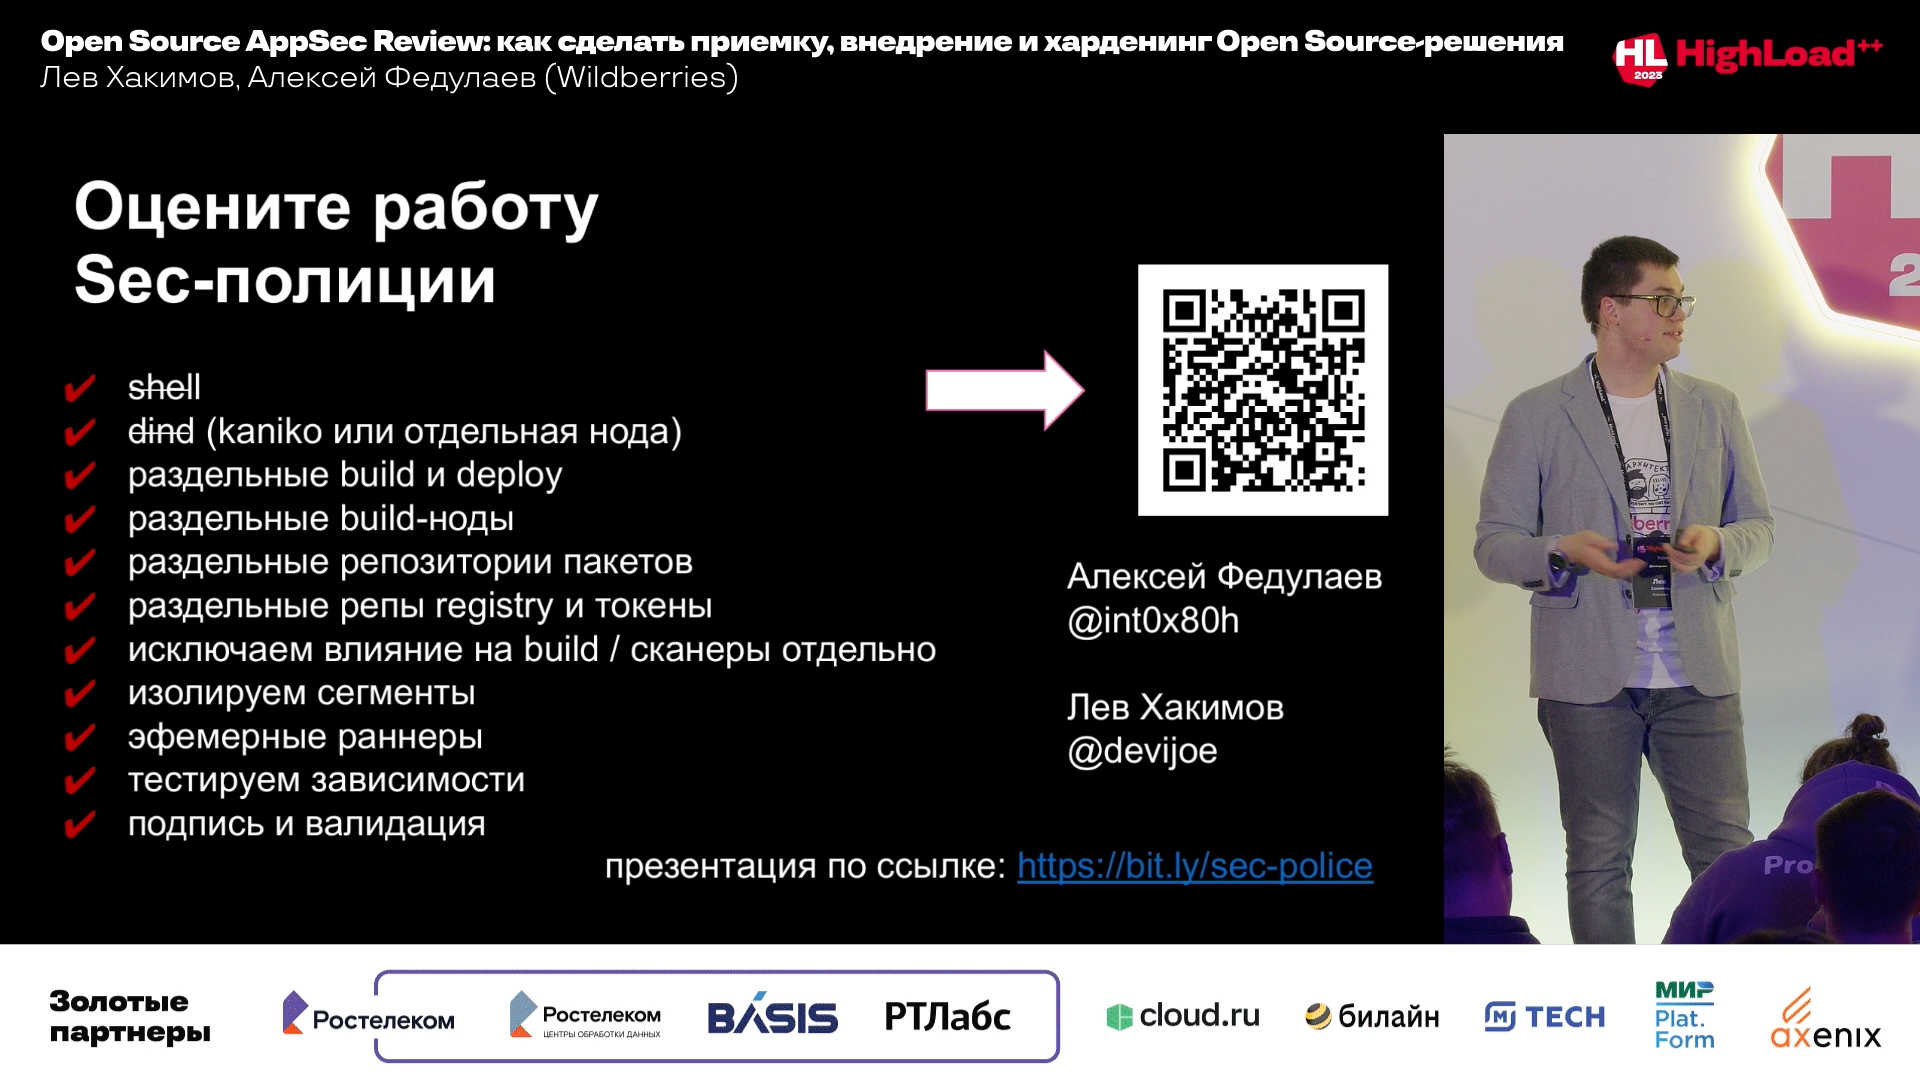 Open Source AppSec Review: как сделать приемку, внедрение и харденинг Open Source-решения
Лев Хакимов, Алексей Федулаев (Wildberries)
HL 2023 HighLoad++
Оцените работу
Sec-полиции
shell
dind (kaniko или отдельная нода)
раздельные build и deploy
раздельные build-ноды
раздельные репозитории пакетов
раздельные репы registry и токены
исключаем влияние на build / сканеры отдельно
изолируем сегменты
эфемерные раннеры
тестируем зависимости
подпись и валидация
Алексей Федулаев
@int0x80h
Лев Хакимов
@devijoe
презентация по ссылке: https://bit.ly/sec-police
Pro
Золотые
партнеры
Ростелеком
Ростелеком
ЦЕНТРЫ ОБРАБОТКИ ДАННЫХ
BASIS
РТЛабс
cloud.ru
билайн
TECH
МИР
Plat.
Form
axenix